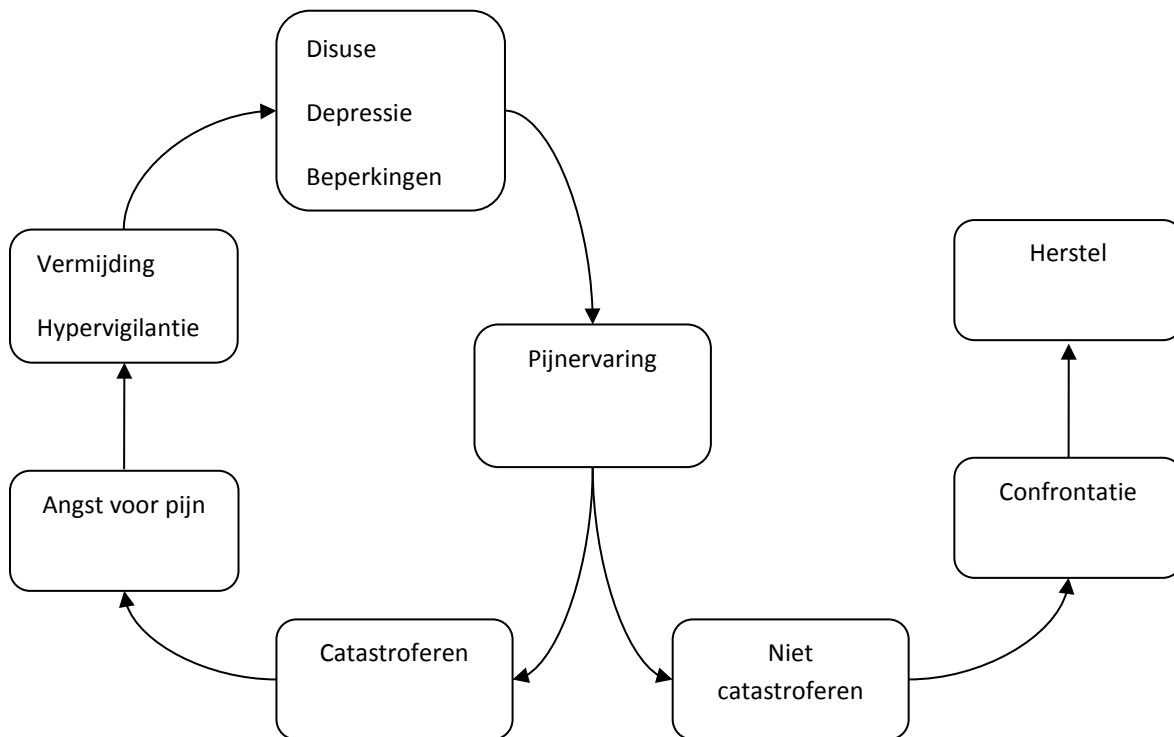 Disuse
Depressie
Beperkingen
Vermijding
Hypervigilantie
Herstel
Pijnervaring
Angst voor pijn
Confrontatie
Catastroferen
Niet
catastroferen